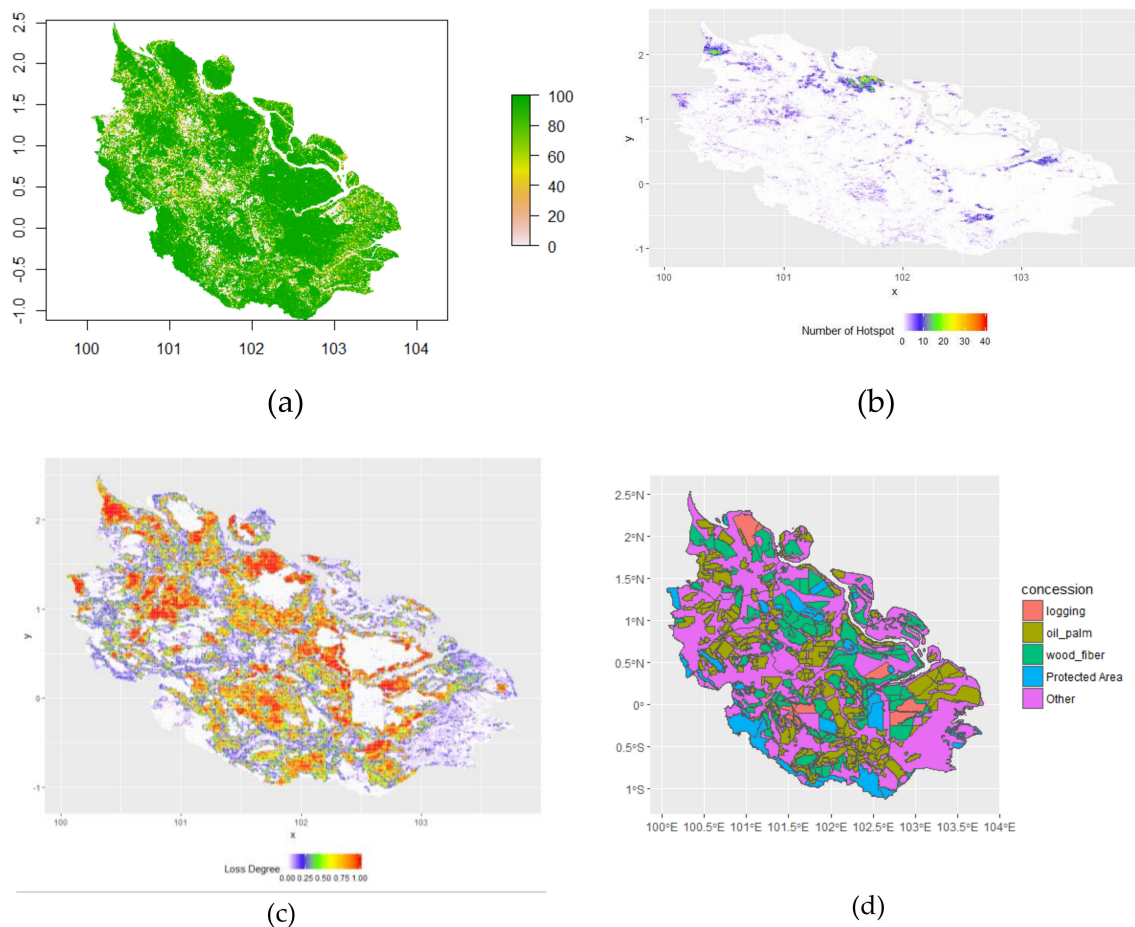 2.5
2.0
1.5
1.0
0.5
0.0
-0.5
-1.0
100 101 102 103 104
100
80
60
40
20
0
(a)
y
2
1
0
-1
100 101 102 103
x
Number of Hotspot
0 10 20 30 40
(b)
y
2
1
0
-1
100 101 102 103
x
Loss Degree
0.00 0.25 0.50 0.75 1.00
(c)
2.5°N
2°N
1.5°N
1°N
0.5°N
0°
0.5°S
1°S
100°E 100.5°E 101°E 101.5°E 102°E 102.5°E 103°E 103.5°E 104°E
concession
logging
oil_palm
wood_fiber
Protected Area
Other
(d)